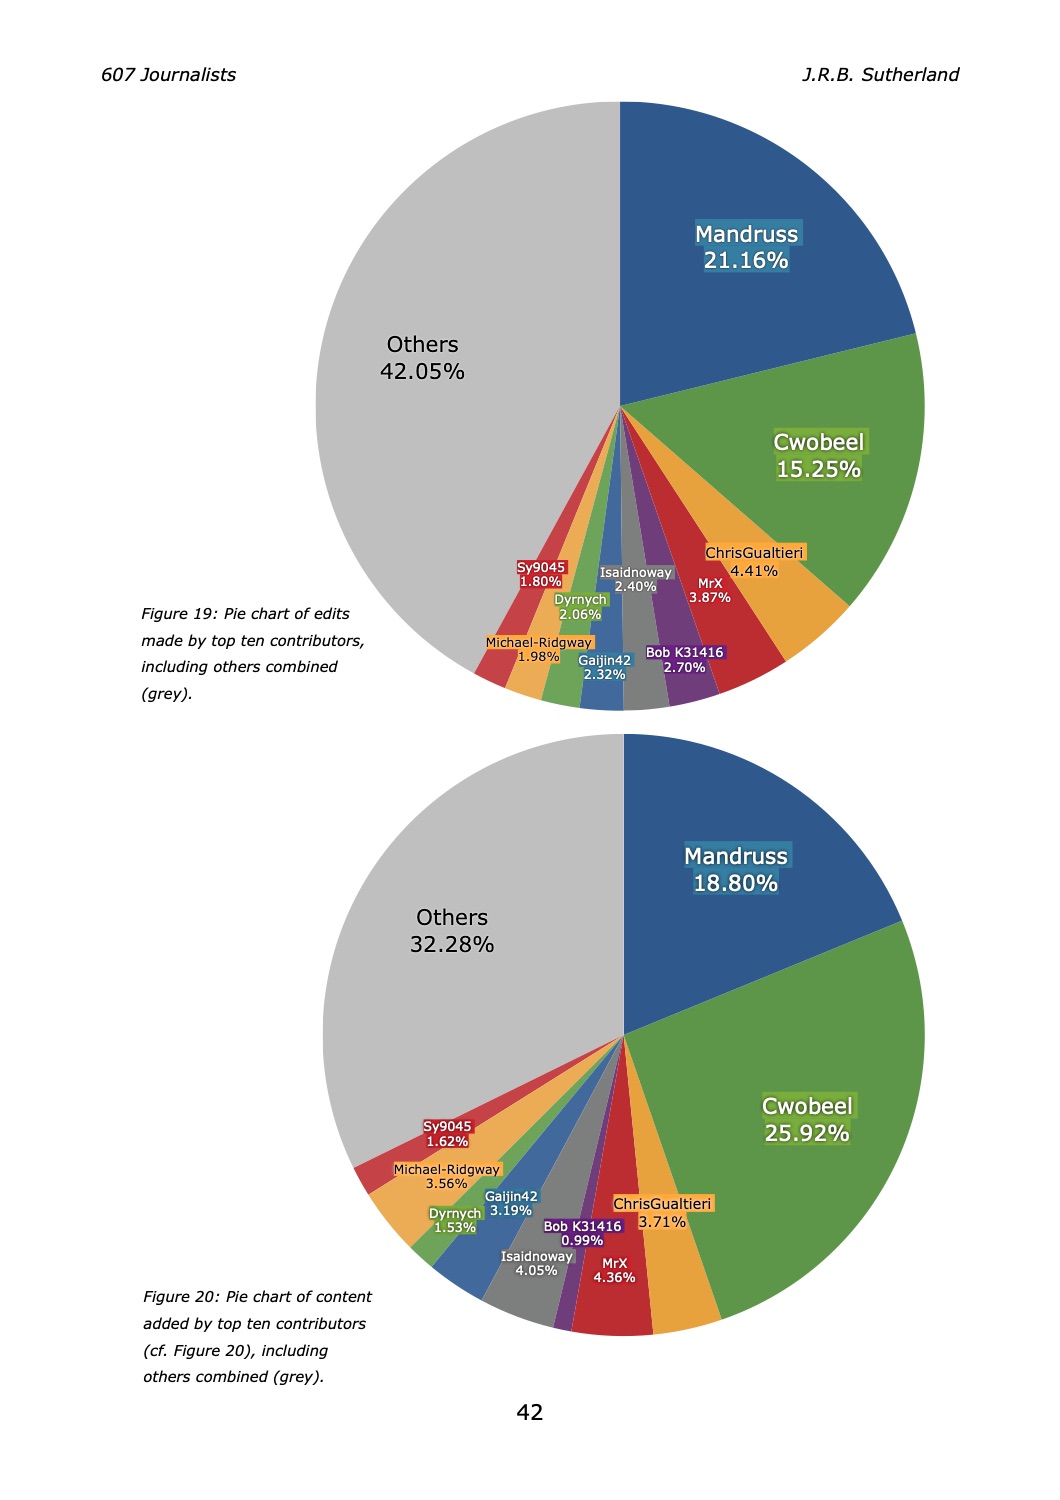 607 Journalists
J.R.B. Sutherland
Mandruss
21.16%
Others
42.05%
Cwobeel
15.25%
ChrisGualtieri
4.41%
Sy9045
1.80%
Isaidnoway
2.40%
MrX
3.87%
Dyrnych
2.06%
Michael-Ridgway
1.98%
Gaijin42
2.32%
Bob K31416
2.70%
Figure 19: Pie chart of edits
made by top ten contributors,
including others combined
(grey).
Mandruss
18.80%
Others
32.28%
Cwobeel
25.92%
Sy9045
1.62%
Michael-Ridgway
3.56%
Gaijin42
3.19%
Dyrnych
1.53%
ChrisGualtieri
3.71%
Bob K31416
0.99%
Isaidnoway
4.05%
MrX
4.36%
Figure 20: Pie chart of content
added by top ten contributors
(cf. Figure 20), including
others combined (grey).
42